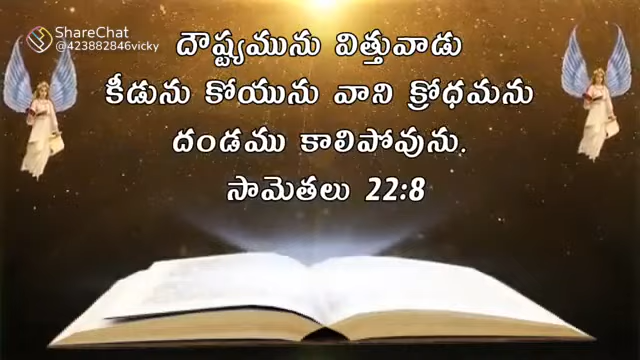 ShareChat
@423882846vicky
దౌష్ట్యమును విత్తువాడు
కీడును కోయును వాని క్రోధమను
దండము కాలిపోవును.
సామెతలు 22:8